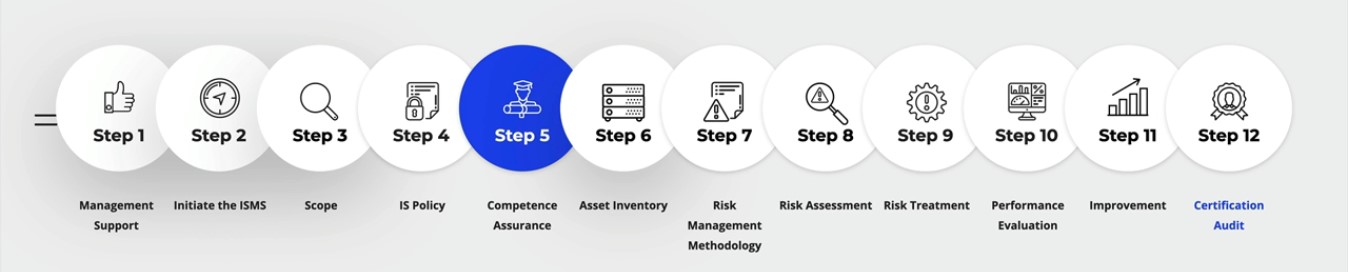 Step 1
Step 2
Step 3
Step 4
Step 5
Step 6
Step 7
Step 8
Step 9
Step 10
Step 11
Step 12
Management
Support
Initiate the ISMS
Scope
IS Policy
Competence
Assurance
Asset Inventory
Risk
Management
Methodology
Risk Assessment
Risk Treatment
Performance
Evaluation
Improvement
Certification
Audit